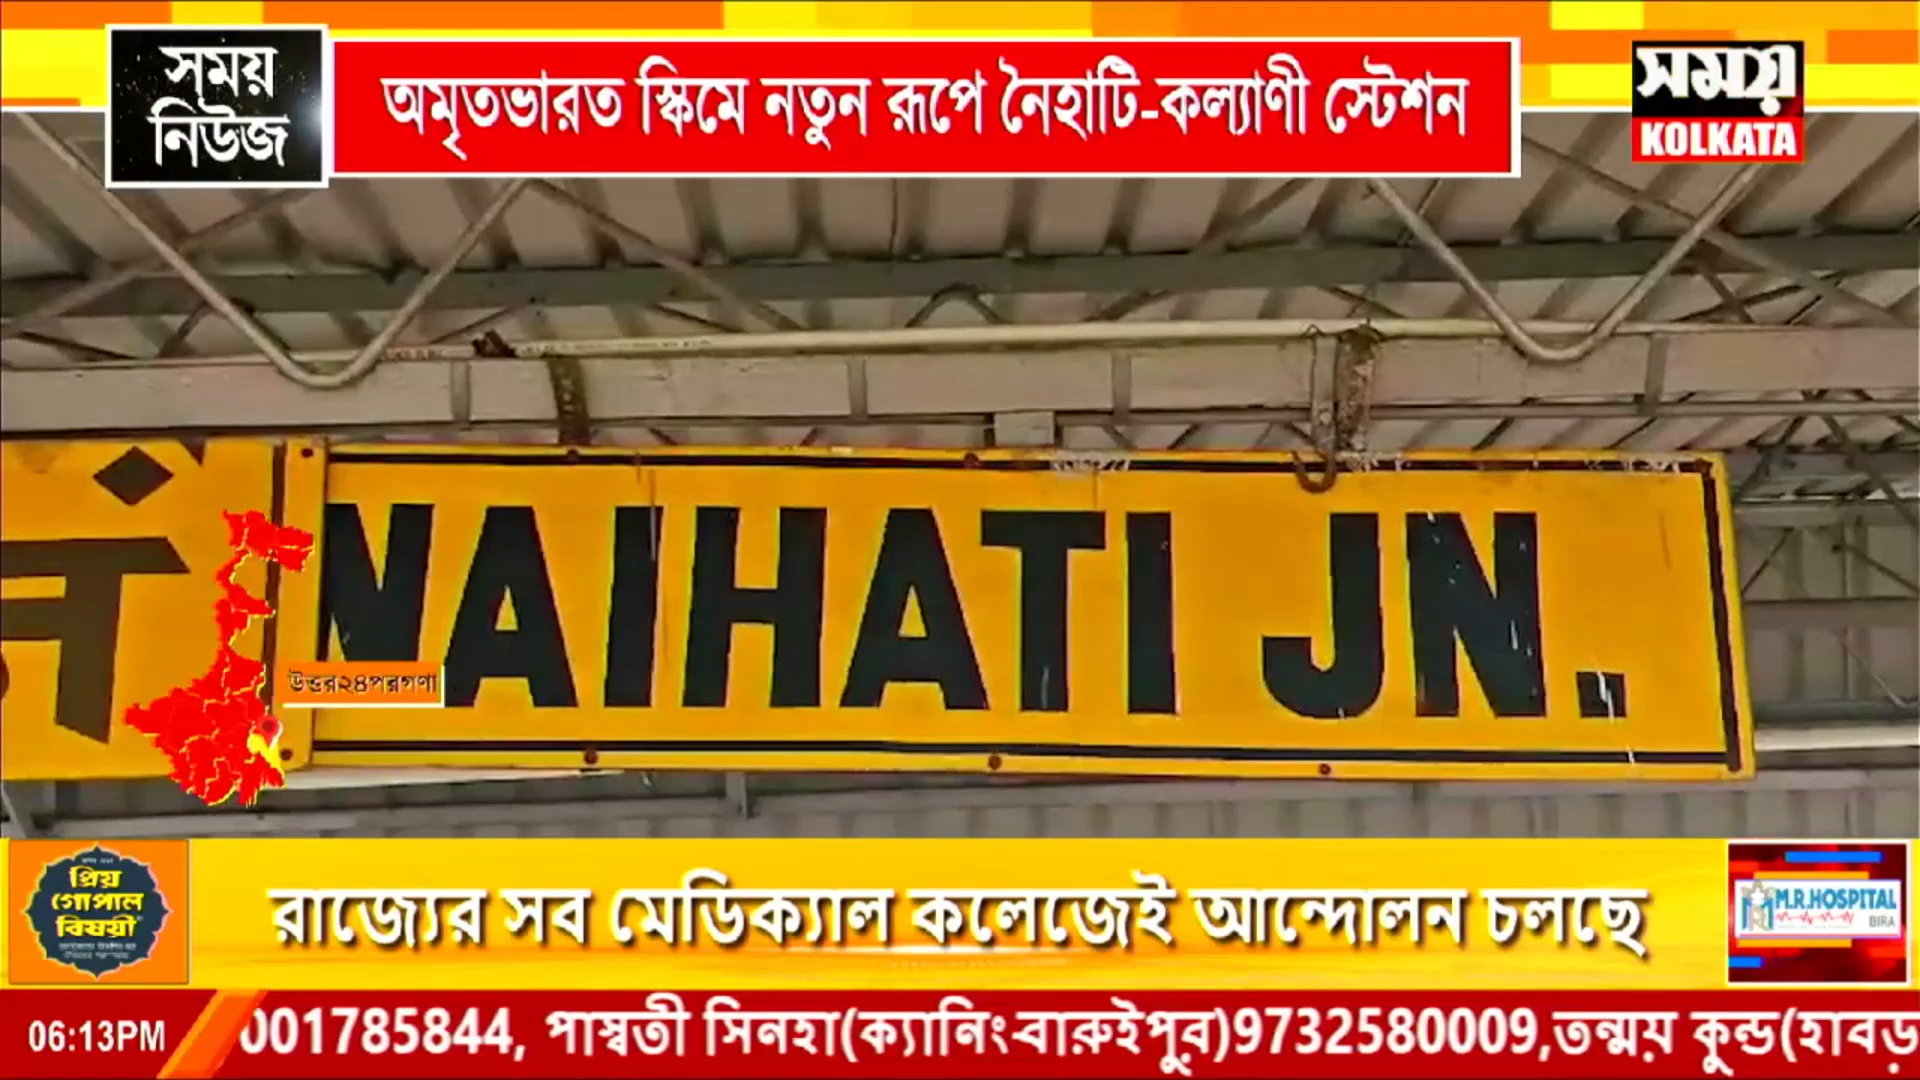 সময়
নিউজ
অমৃতভারত স্কিমে নতুন রূপে নৈহাটি-কল্যাণী স্টেশন
সময়
KOLKATA
NAIHATI JN.
উত্তর২৪পরগণা
প্রিয়
গোপাল
বিষয়ী
রাজ্যের সব মেডিক্যাল কলেজেই আন্দোলন চলছে
M.R.HOSPITAL
BIRA
06:13PM
001785844, পাস্বতী সিনহা(ক্যানিং-বারুইপুর)9732580009,তন্ময় কুন্ড(হাবড়